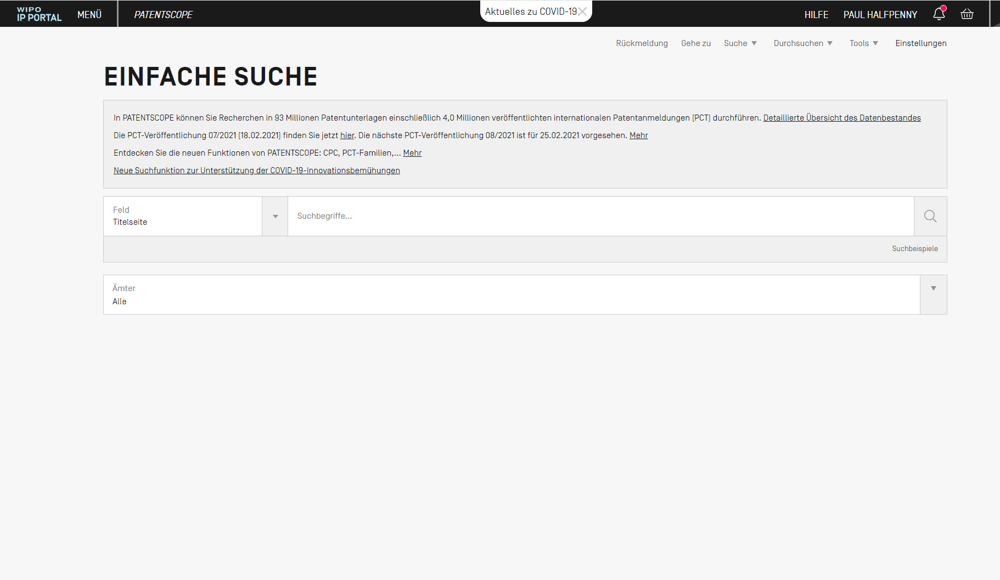 WIPO
IP PORTAL
MENÜ
PATENTSCOPE
Aktuelles zu COVID-19
HILFE
PAUL HALFPENNY
Rückmeldung
Gehe zu
Suche
Durchsuchen
Tools
Einstellungen
EINFACHE SUCHE
In PATENTSCOPE können Sie Recherchen in 93 Millionen Patentunterlagen einschließlich 4,0 Millionen veröffentlichten internationalen Patentanmeldungen (PCT) durchführen. Detaillierte Übersicht des Datenbestandes
Die PCT-Veröffentlichung 07/2021 (18.02.2021) finden Sie jetzt hier. Die nächste PCT-Veröffentlichung 08/2021 ist für 25.02.2021 vorgesehen. Mehr
Entdecken Sie die neuen Funktionen von PATENTSCOPE: CPC, PCT-Familien,... Mehr
Neue Suchfunktion zur Unterstützung der COVID-19-Innovationsbemühungen
Feld
Titelseite
Suchbegriffe...
Suchbeispiele
Ämter
Alle